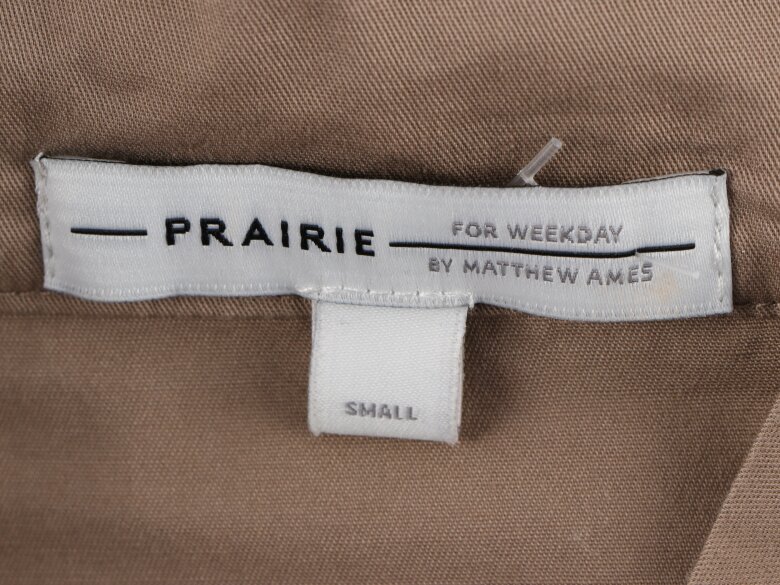 PRAIRIE
FOR WEEKDAY
BY MATTHEW AMES
SMALL